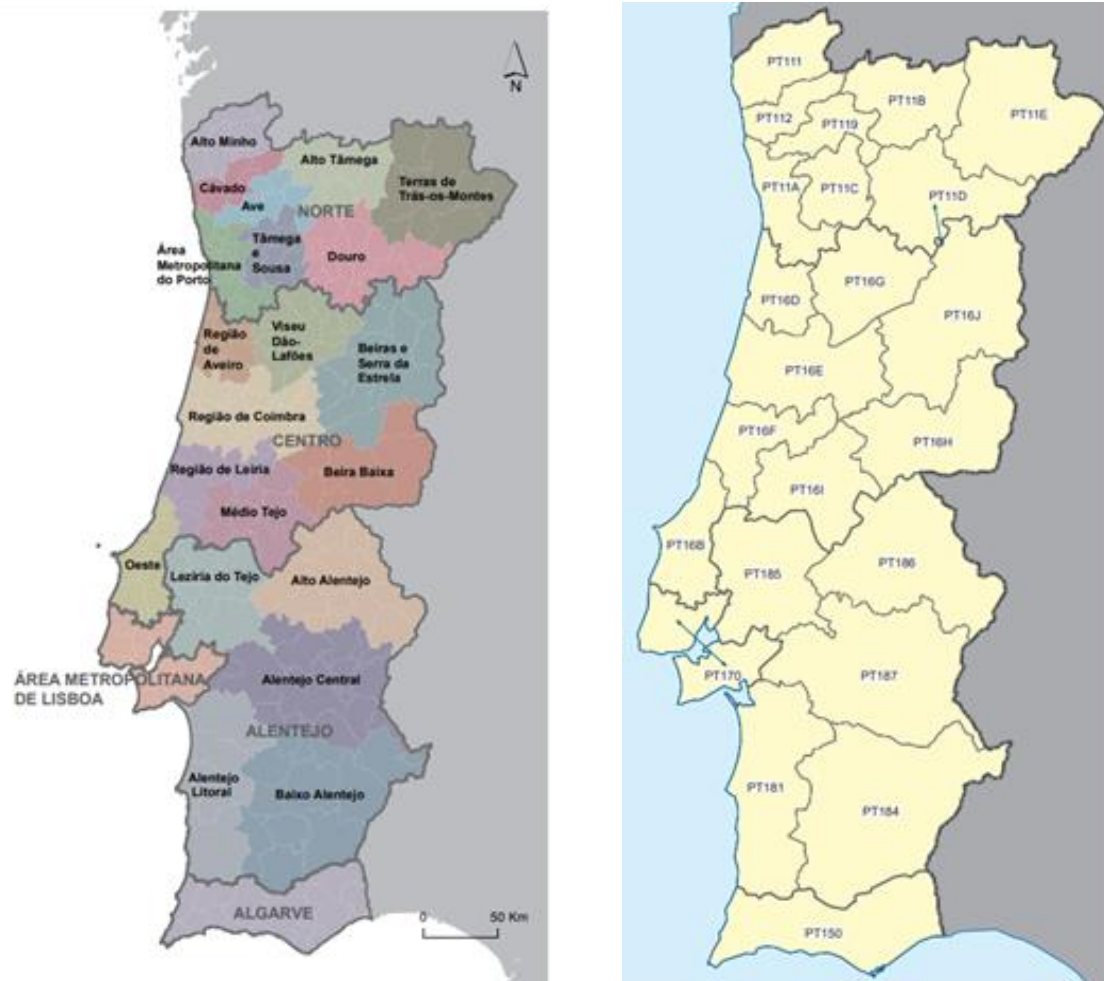 N
Alto Minho
Alto Tâmega
Terras de
Trás-os-Montes
Cávado
Ave
NORTE
Tâmega
e
Sousa
Douro
Área
Metropolitana
do Porto
Região
de
Aveiro
Viseu
Dão-
Lafões
Beiras e
Serra da
Estrela
Região de Coimbra
CENTRO
Região de Leiria
Beira Baixa
Médio Tejo
Oeste
Lezíria do Tejo
Alto Alentejo
ÁREA METROPOLITANA
DE LISBOA
Alentejo Central
ALENTEJO
Alentejo
Litoral
Baixo Alentejo
ALGARVE
0 50 Km
PT111
PT11B
PT11E
PT112
PT119
PT11A
PT11C
PT11D
PT16G
PT16D
PT16J
PT16E
PT16F
PT16H
PT16I
PT16B
PT185
PT186
PT170
PT187
PT181
PT184
PT150